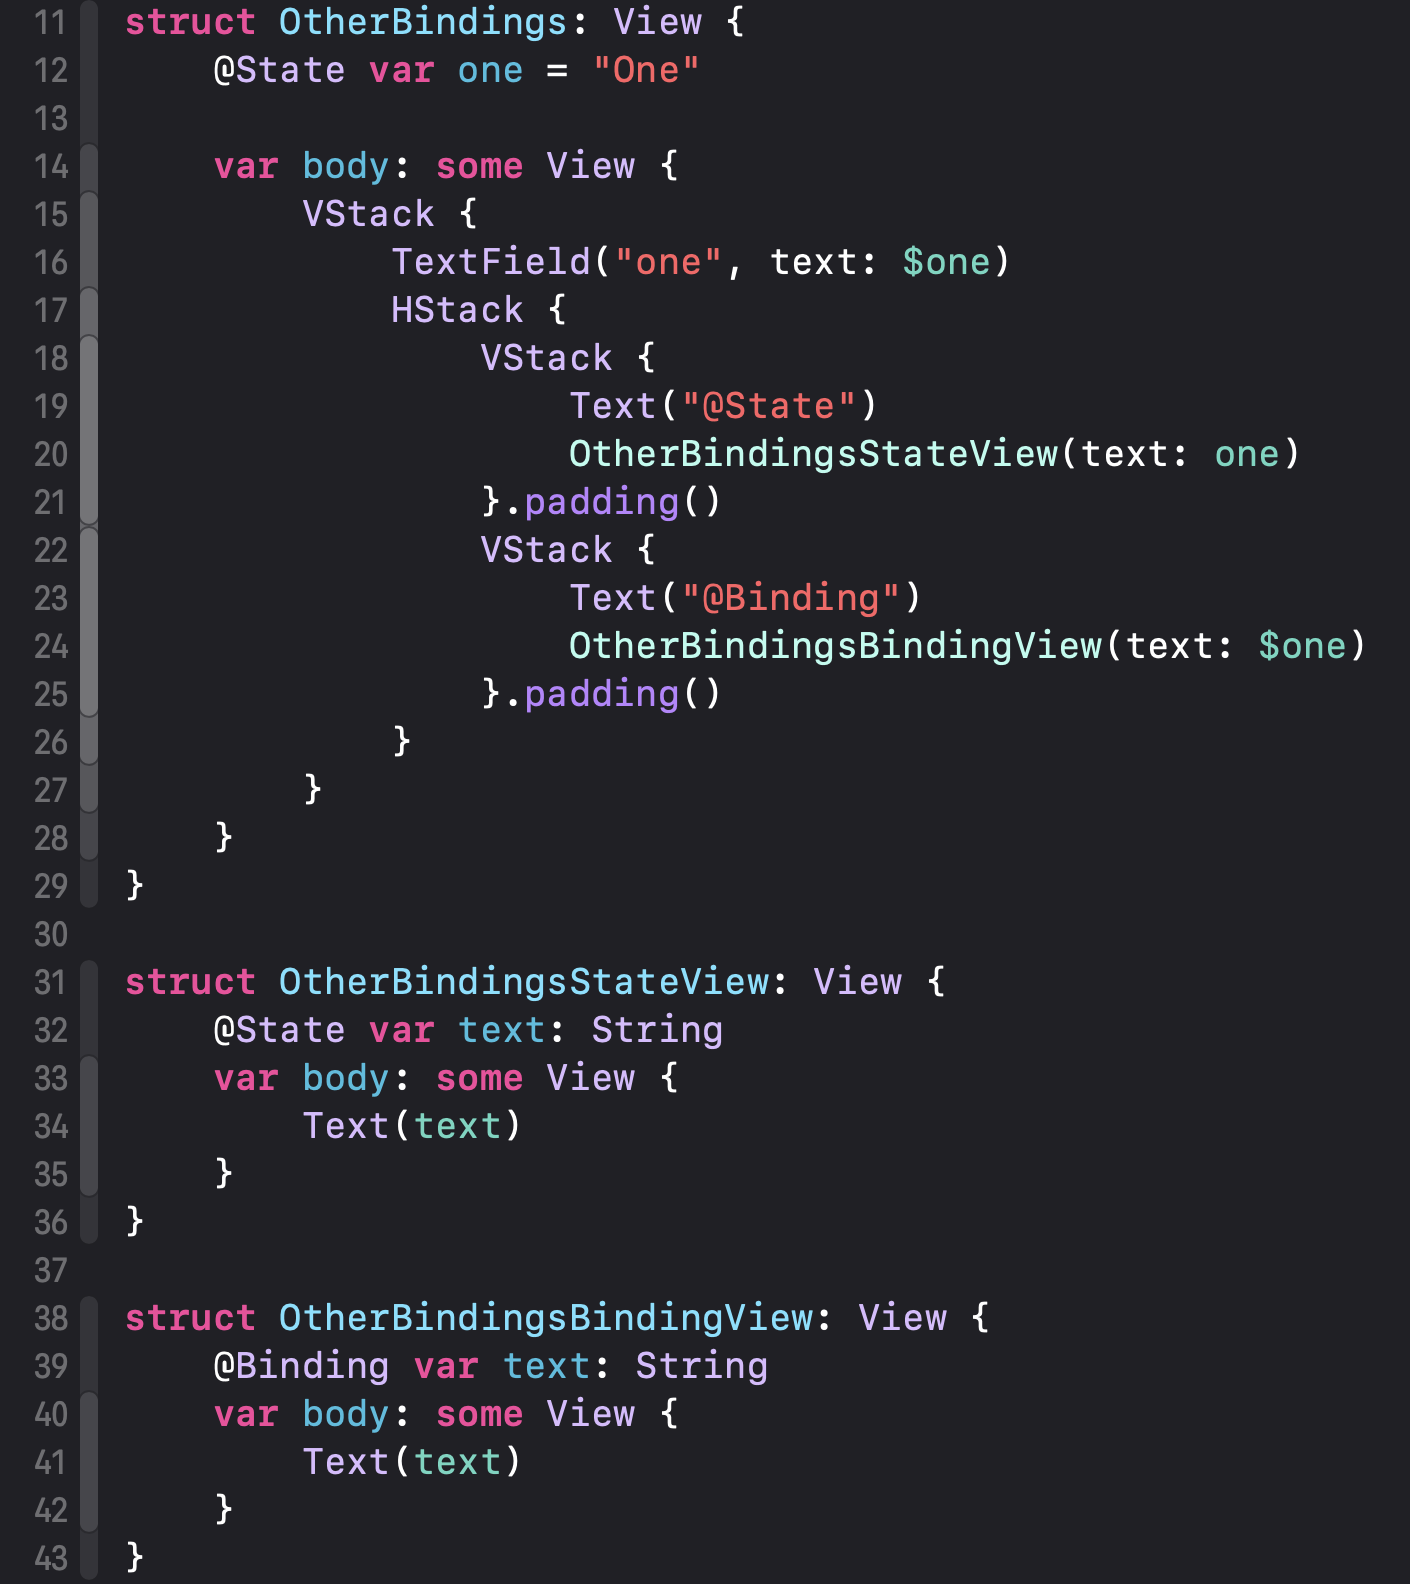 11 struct OtherBindings: View {
12     @State var one = "One"
13
14     var body: some View {
15         VStack {
16             TextField("one", text: $one)
17             HStack {
18                 VStack {
19                     Text("@State")
20                     OtherBindingsStateView(text: one)
21                 }.padding()
22                 VStack {
23                     Text("@Binding")
24                     OtherBindingsBindingView(text: $one)
25                 }.padding()
26             }
27         }
28     }
29 }
30
31 struct OtherBindingsStateView: View {
32     @State var text: String
33     var body: some View {
34         Text(text)
35     }
36 }
37
38 struct OtherBindingsBindingView: View {
39     @Binding var text: String
40     var body: some View {
41         Text(text)
42     }
43 }